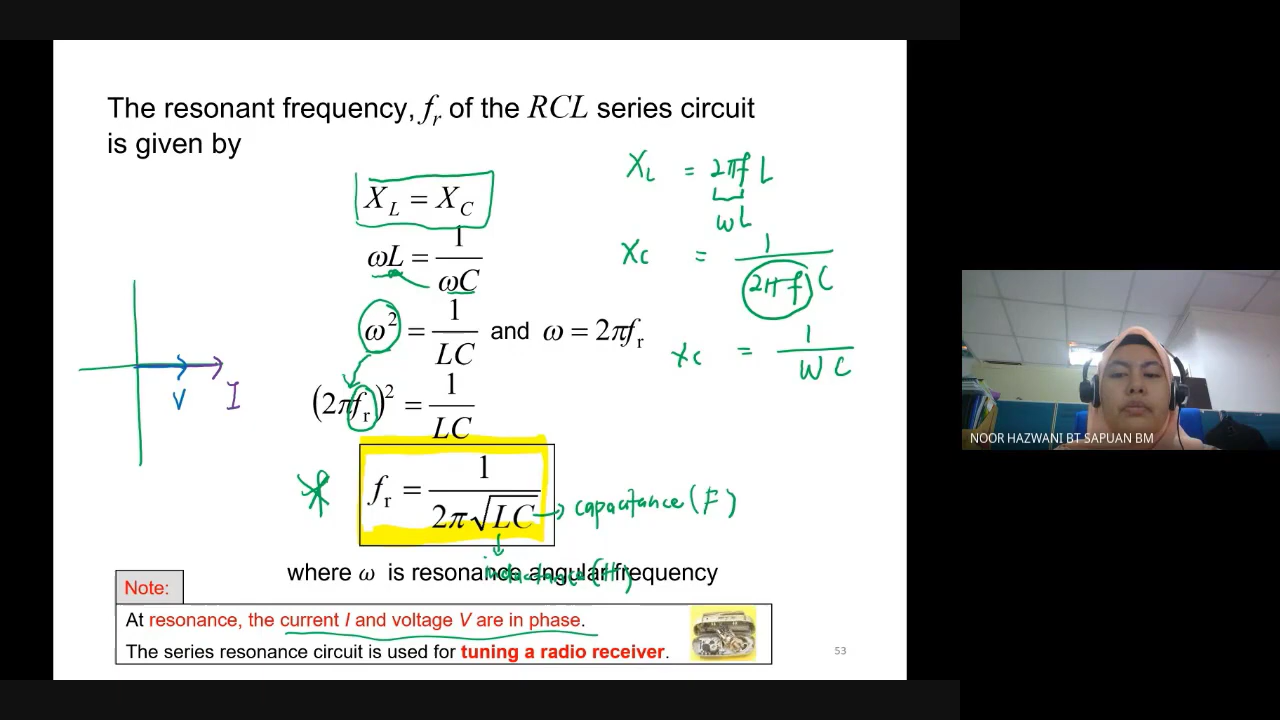 The resonant frequency, fr of the RCL series circuit
is given by
XL = XC
ωL = 1/ωC
ω² = 1/LC and ω = 2πfr
(2πfr)² = 1/LC
fr = 1/2π√LC
where ω is resonance angular frequency
XL = 2πf L
ωL
XC = 1/2πf C
XC = 1/ωC
V
I
capacitance (F)
inductance (H)
Note:
At resonance, the current I and voltage V are in phase.
The series resonance circuit is used for tuning a radio receiver.
53
NOOR HAZWANI BT SAPUAN BM